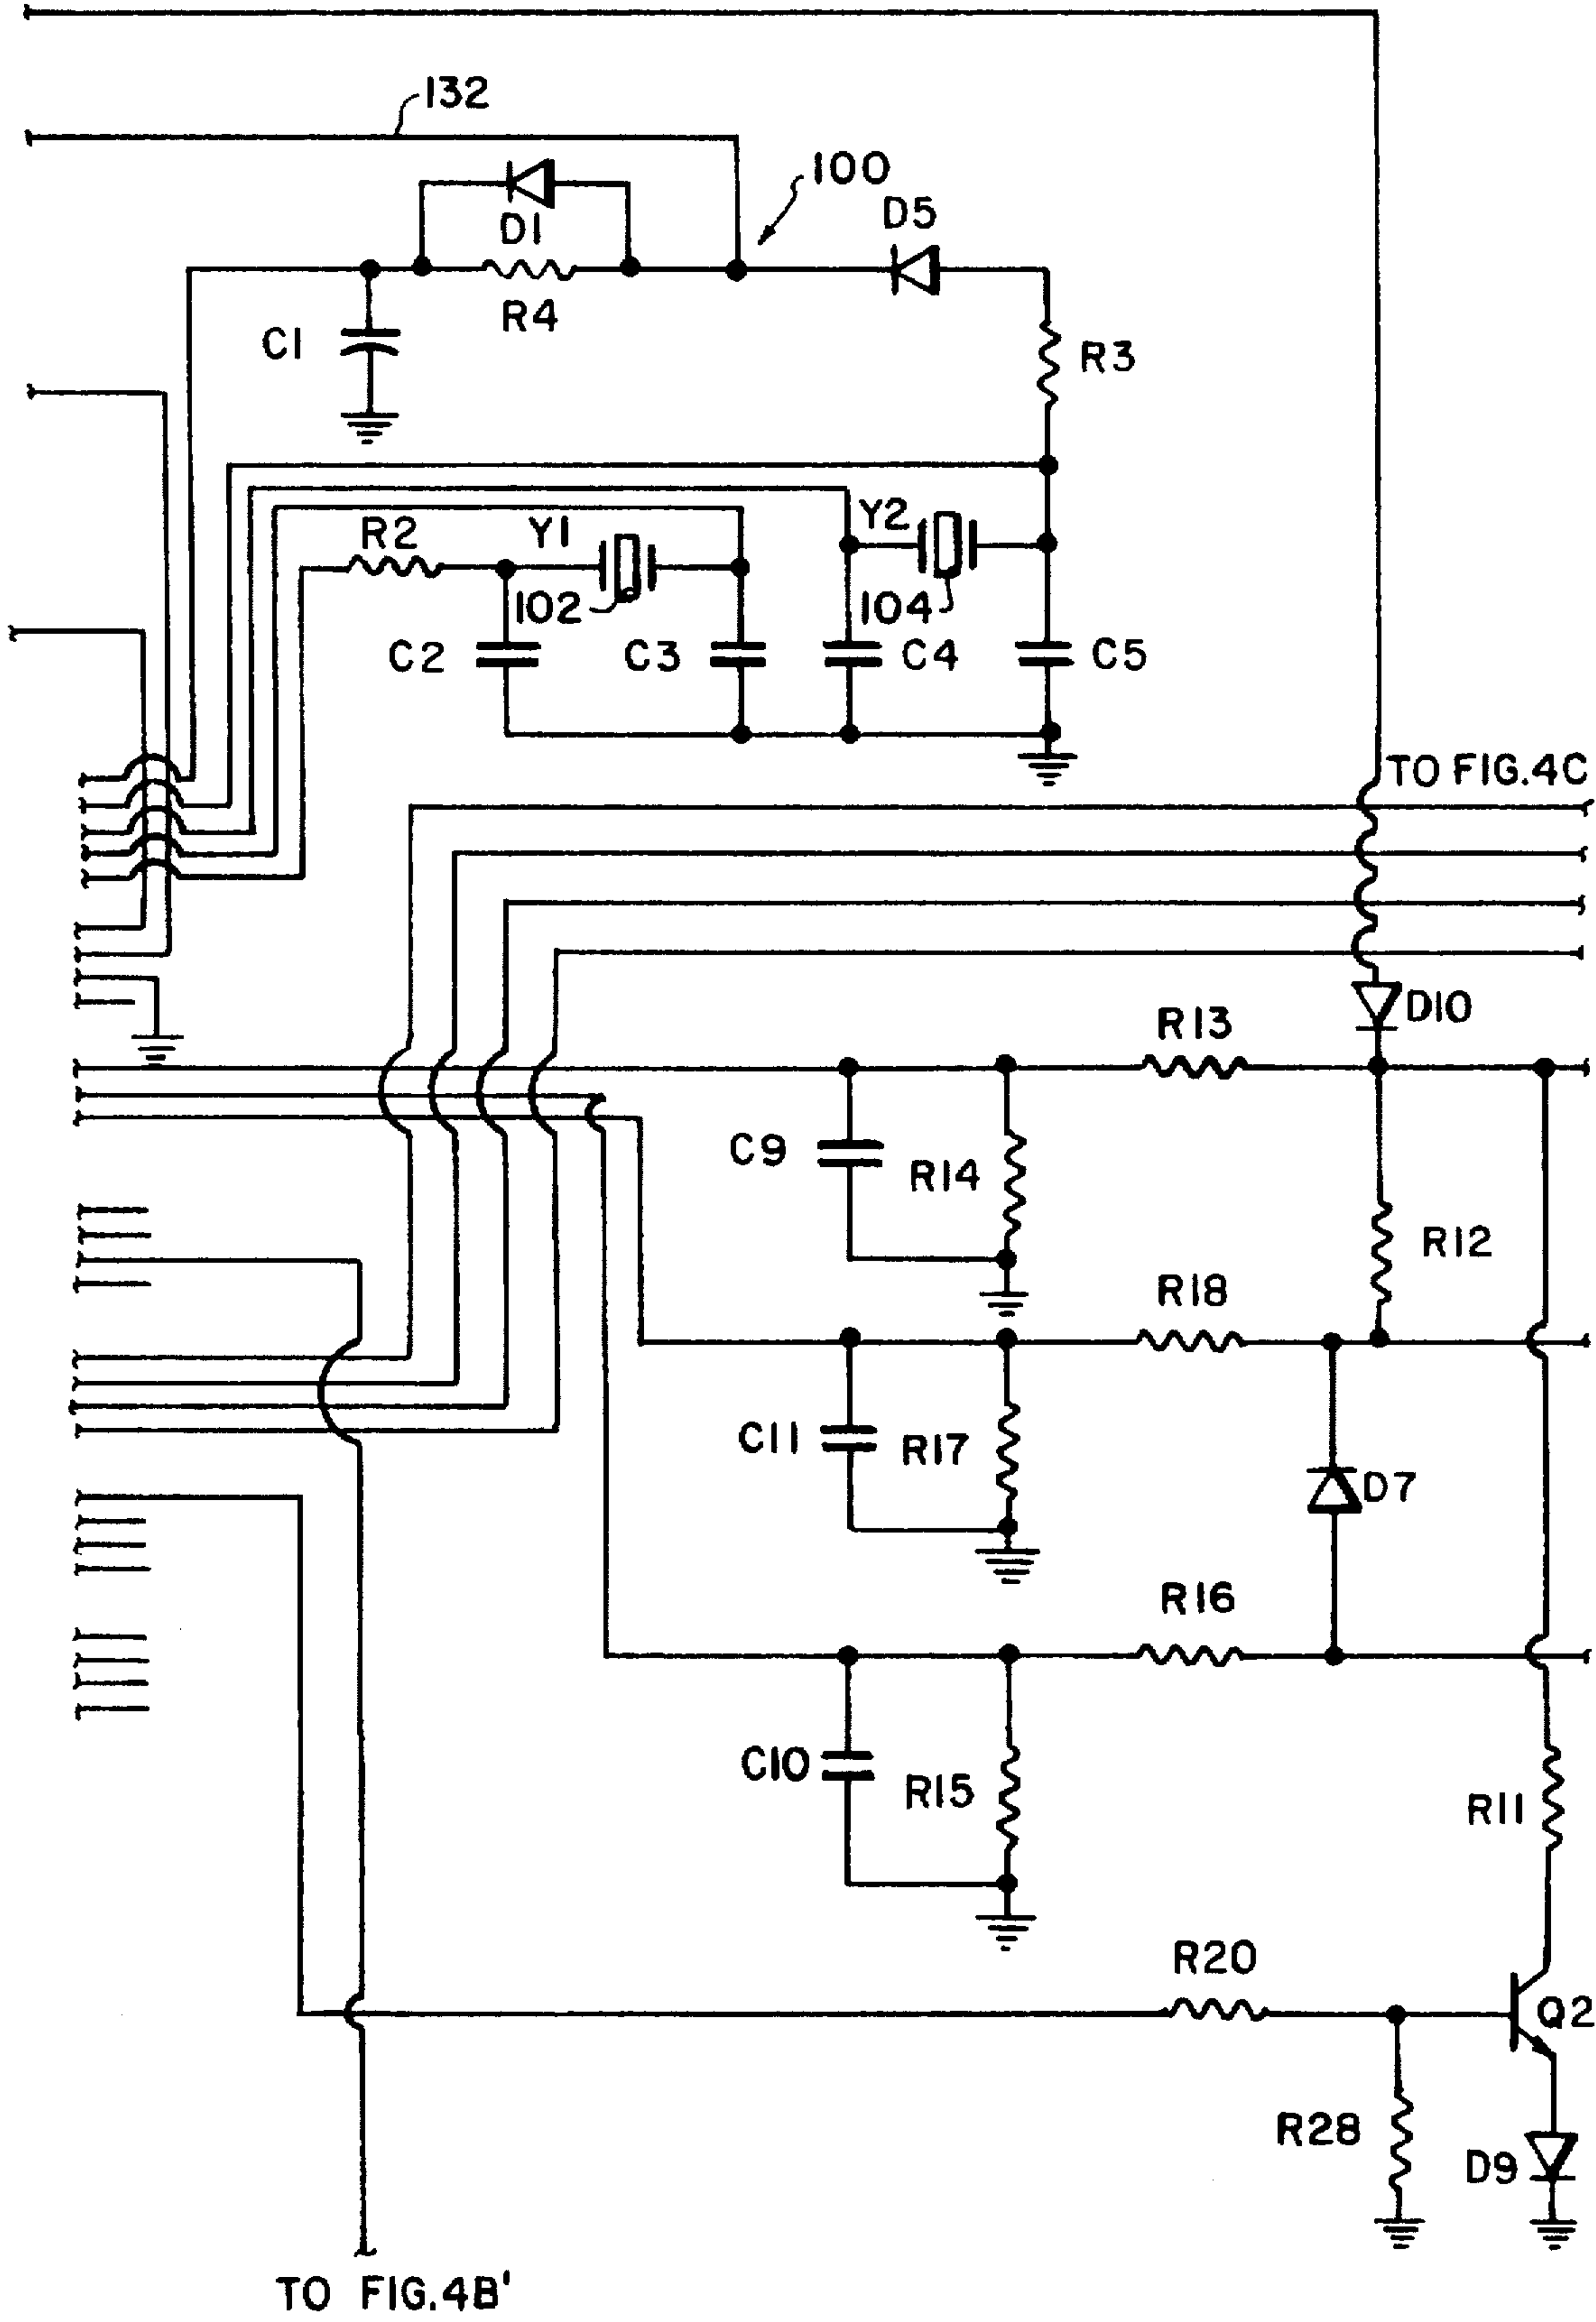 132
100
D5
D1
R4
C1
R3
R2
Y1
Y2
102
104
C2
C3
C4
C5
TO FIG.4C
D10
R13
C9
R14
R12
R18
C11
R17
D7
R16
C10
R15
R11
R20
Q2
R28
D9
TO FIG.4B'